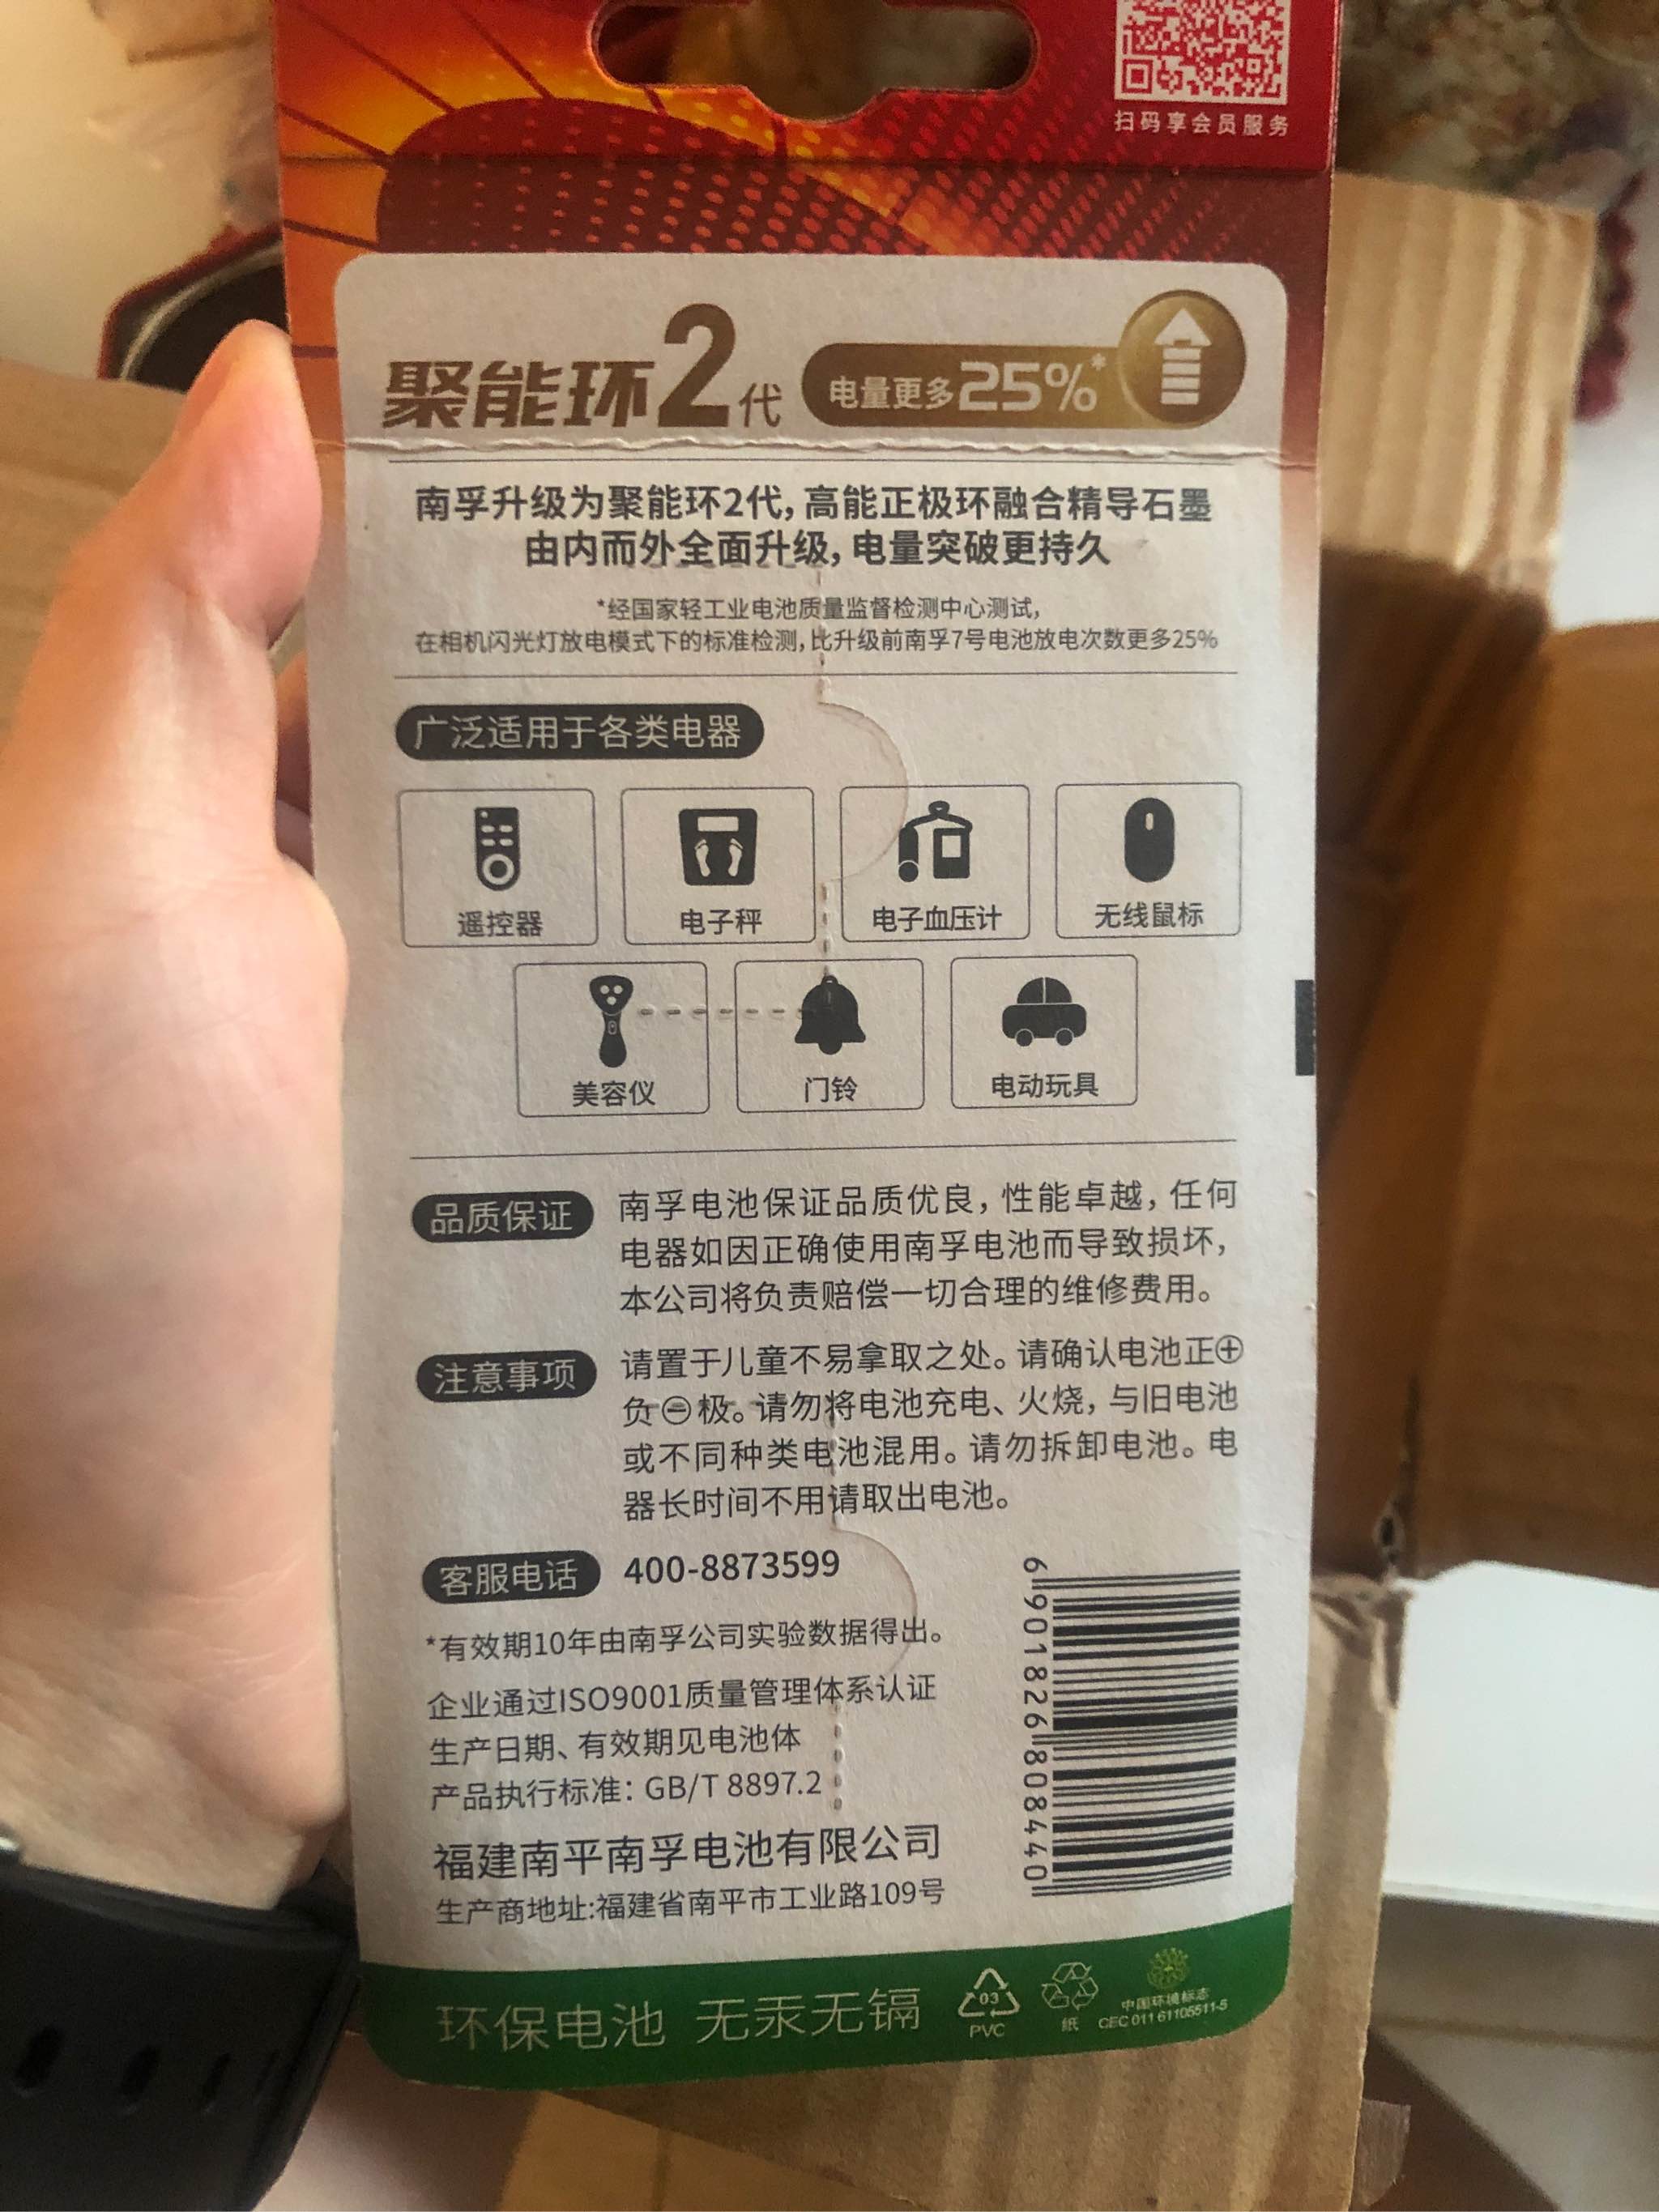 扫码享会员服务
聚能环2代 电量更多25%*
南孚升级为聚能环2代,高能正极环融合精导石墨
由内而外全面升级,电量突破更持久
*经国家轻工业电池质量监督检测中心测试,
在相机闪光灯放电模式下的标准检测,比升级前南孚7号电池放电次数更多25%
广泛适用于各类电器
遥控器 电子秤 电子血压计 无线鼠标
美容仪 门铃 电动玩具
品质保证 南孚电池保证品质优良,性能卓越,任何
电器如因正确使用南孚电池而导致损坏,
本公司将负责赔偿一切合理的维修费用。
注意事项 请置于儿童不易拿取之处。请确认电池正⊕
负⊖极。请勿将电池充电、火烧,与旧电池
或不同种类电池混用。请勿拆卸电池。电
器长时间不用请取出电池。
客服电话 400-8873599
*有效期10年由南孚公司实验数据得出。
企业通过ISO9001质量管理体系认证
生产日期、有效期见电池体
产品执行标准: GB/T 8897.2
福建南平南孚电池有限公司
生产商地址:福建省南平市工业路109号
6901826808440
环保电池 无汞无镉
03
PVC
纸
中国环境标志
CEC 011 61105511-5